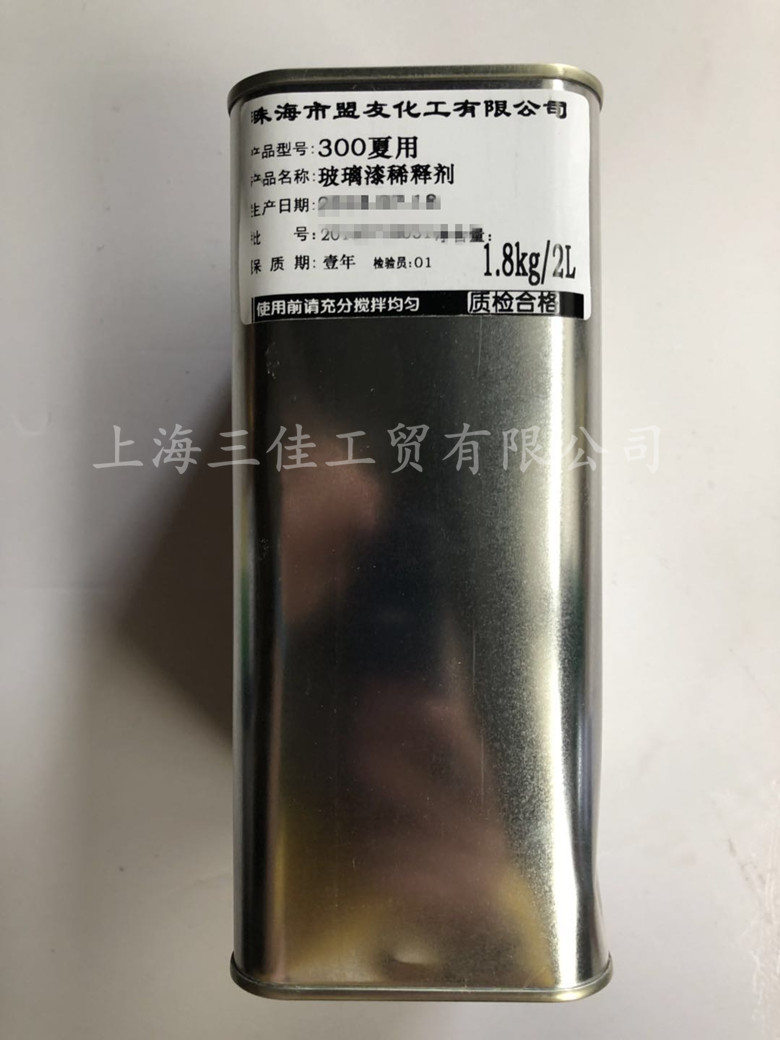 珠海市盟友化工有限公司
产品型号:300夏用
产品名称:玻璃漆稀释剂
生产日期:
批 号: 净含量:
保 质 期:壹年 检验员:01 1.8kg/2L
使用前请充分搅拌均匀 质检合格
上海三佳工贸有限公司